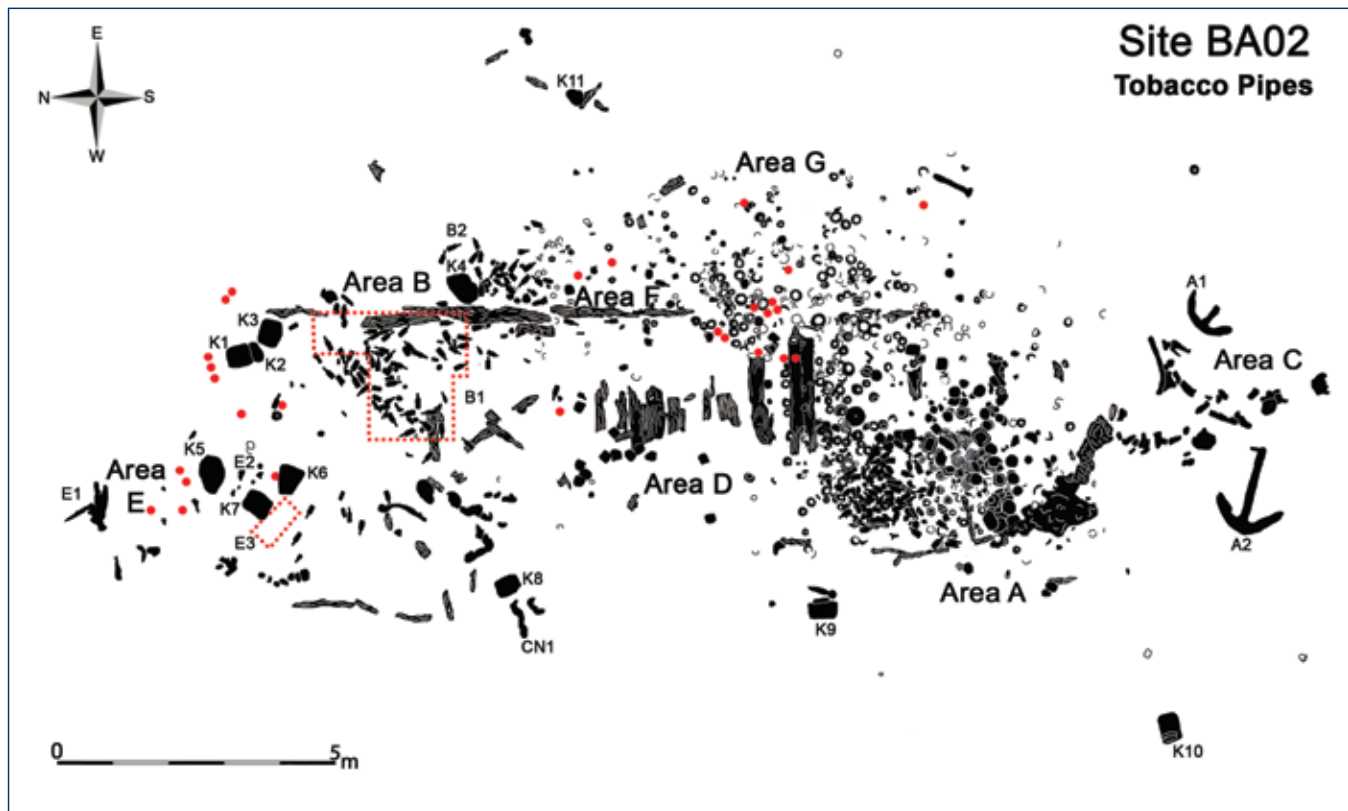 Site BA02
Tobacco Pipes
E
N S
W
K11
Area G
B2
K4
Area B
Area F
A1
K3
K1
K2
Area C
B1
K5
E2
K6
Area
E
E1
K7
Area D
E3
A2
K8
Area A
K9
CN1
K10
0 5
m